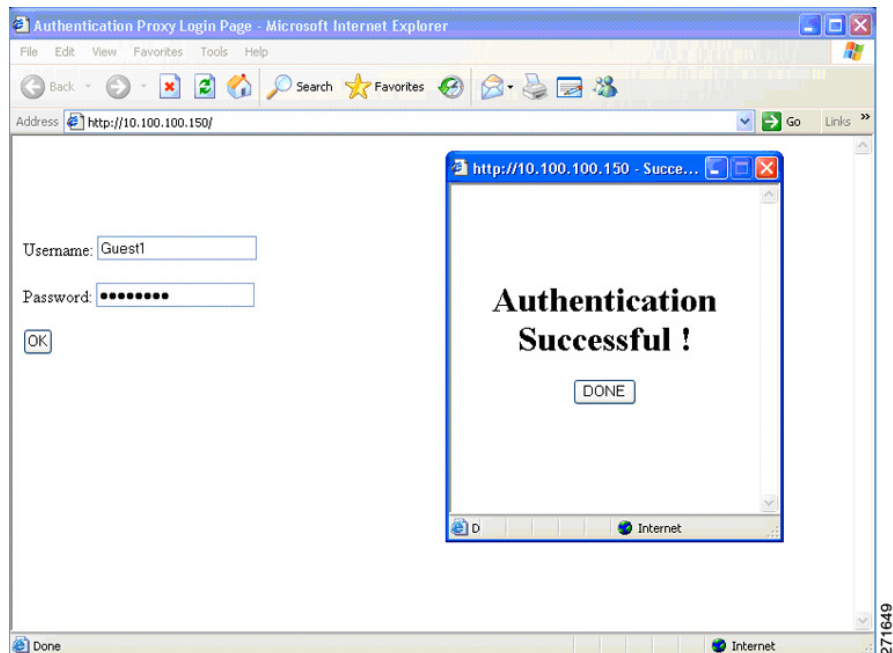 Authentication Proxy Login Page - Microsoft Internet Explorer
File Edit View Favorites Tools Help
Back Search Favorites
Address http://10.100.100.150/ Go Links »
http://10.100.100.150 - Succe...
Username: Guest1
Password: ••••••••
OK
Authentication
Successful !
DONE
D Internet
Done Internet
271649